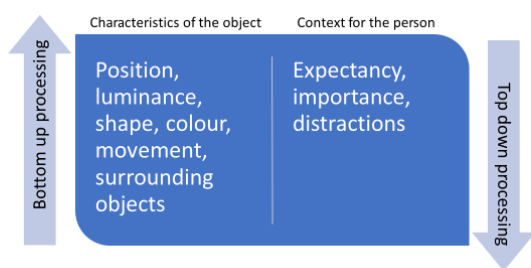 Characteristics of the object
Context for the person
Bottom up processing
Position,
luminance,
shape, colour,
movement,
surrounding
objects
Expectancy,
importance,
distractions
Top down processing